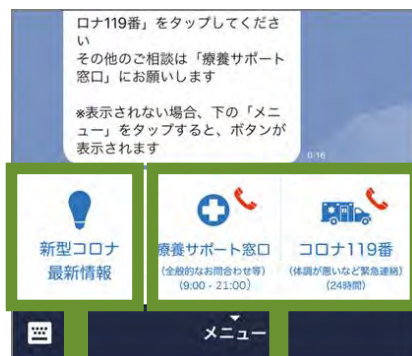 ロナ119番」をタップしてくださ
い
その他のご相談は「療養サポート
窓口」にお願いします
※表示されない場合、下の「メニ
ュー」をタップすると、ボタンが
表示されます
0:16
新型コロナ
最新情報
療養サポート窓口
(全般的なお問合わせ等)
(9:00 - 21:00)
コロナ119番
(体調が悪いなど緊急連絡)
(24時間)
メニュー